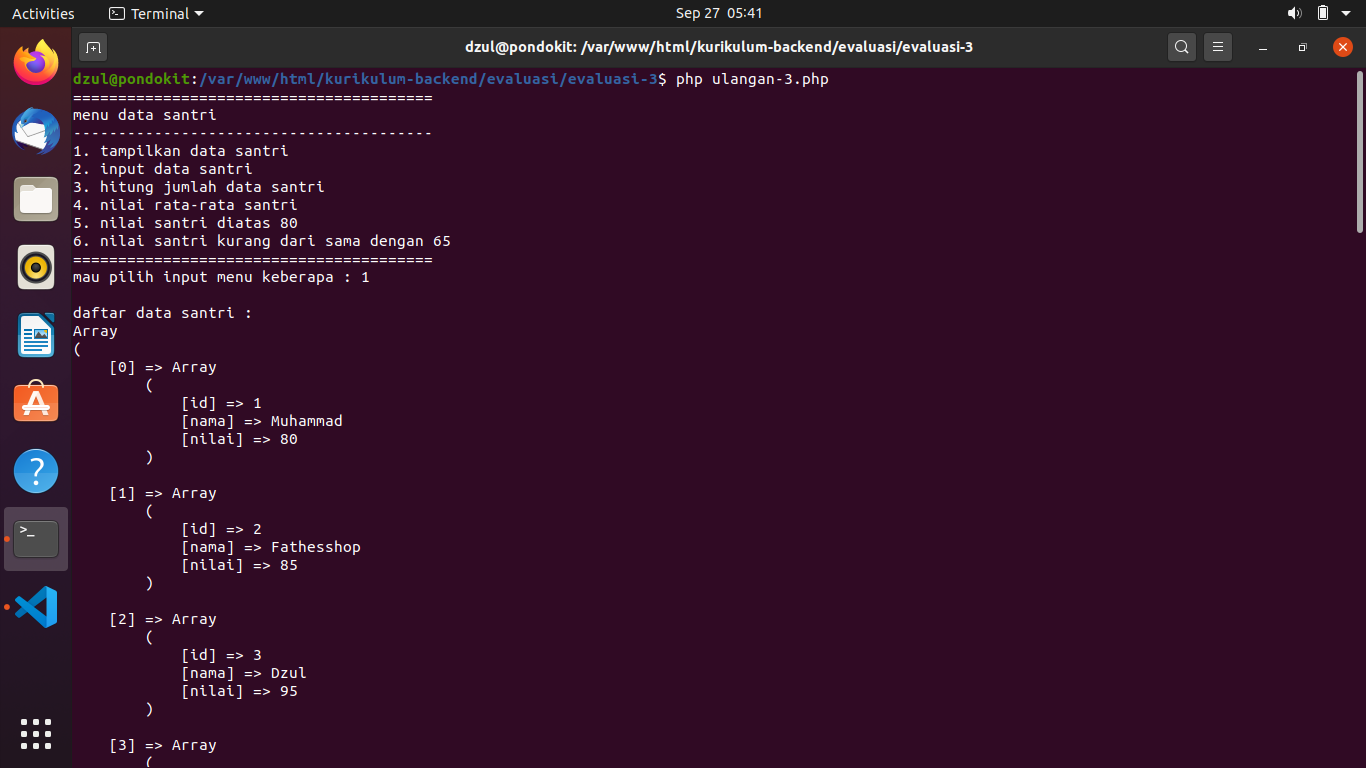 Activities
Terminal
Sep 27 05:41
dzul@pondokit: /var/www/html/kurikulum-backend/evaluasi/evaluasi-3
dzul@pondokit:/var/www/html/kurikulum-backend/evaluasi/evaluasi-3$ php ulangan-3.php
========================================
menu data santri
----------------------------------------
1. tampilkan data santri
2. input data santri
3. hitung jumlah data santri
4. nilai rata-rata santri
5. nilai santri diatas 80
6. nilai santri kurang dari sama dengan 65
========================================
mau pilih input menu keberapa : 1

daftar data santri :
Array
(
    [0] => Array
        (
            [id] => 1
            [nama] => Muhammad
            [nilai] => 80
        )

    [1] => Array
        (
            [id] => 2
            [nama] => Fathesshop
            [nilai] => 85
        )

    [2] => Array
        (
            [id] => 3
            [nama] => Dzul
            [nilai] => 95
        )

    [3] => Array
        (